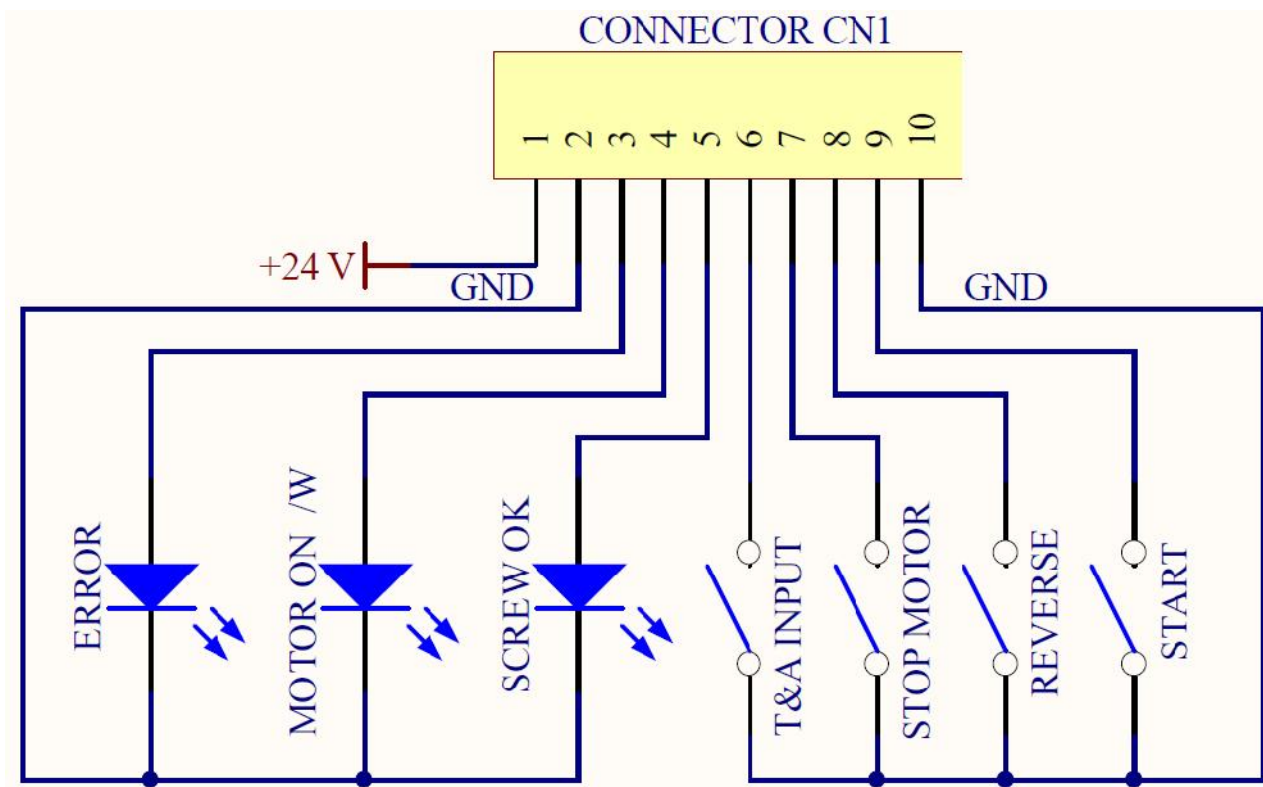 CONNECTOR CN1
1 2 3 4 5 6 7 8 9 10
+24 V
GND
GND
ERROR
MOTOR ON /W
SCREW OK
T&A INPUT
STOP MOTOR
REVERSE
START